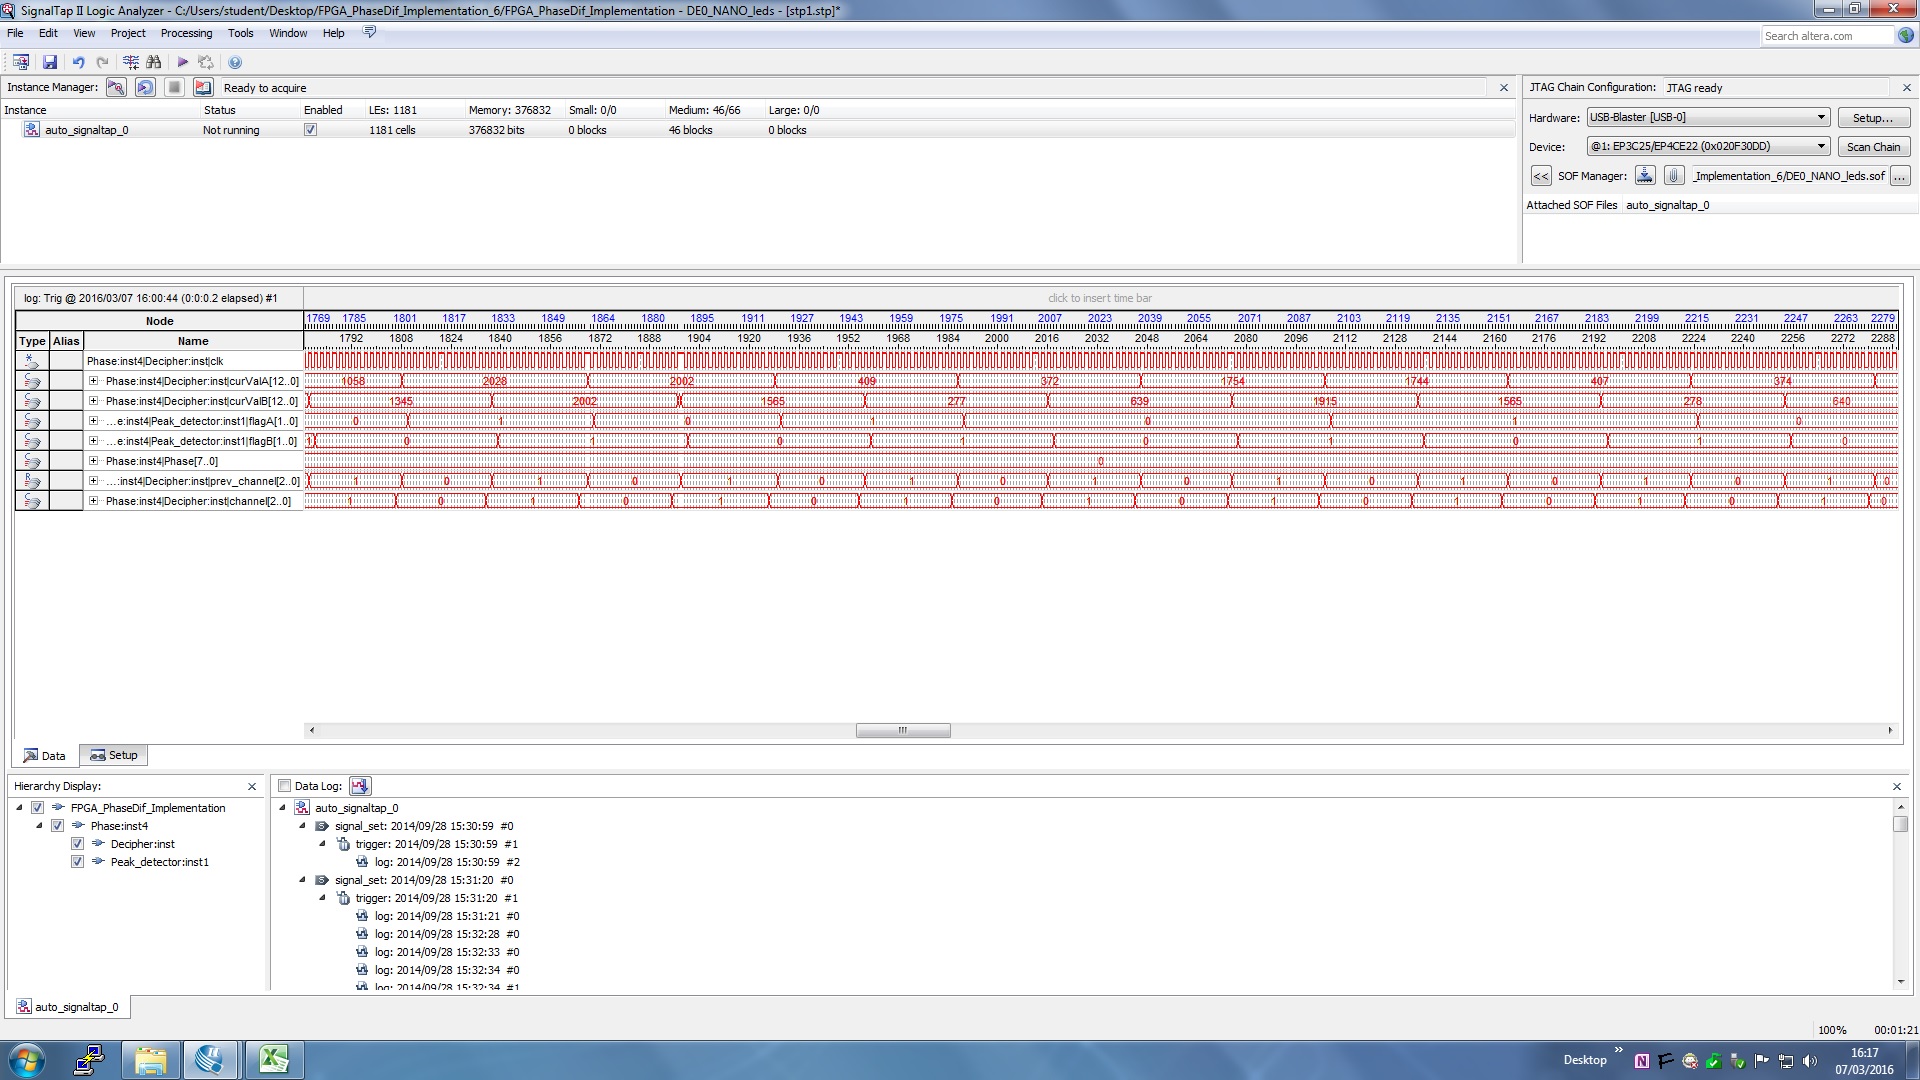 SignalTap II Logic Analyzer - C:/Users/student/Desktop/FPGA_PhaseDif_Implementation_6/FPGA_PhaseDif_Implementation - DE0_NANO_leds - [stp1.stp]*
File Edit View Project Processing Tools Window Help
Search altera.com
Instance Manager: Ready to acquire
Instance Status Enabled LEs: 1181 Memory: 376832 Small: 0/0 Medium: 46/66 Large: 0/0
auto_signaltap_0 Not running 1181 cells 376832 bits 0 blocks 46 blocks 0 blocks
JTAG Chain Configuration: JTAG ready
Hardware: USB-Blaster [USB-0] Setup...
Device: @1: EP3C25/EP4CE22 (0x020F30DD) Scan Chain
<< SOF Manager: _Implementation_6/DE0_NANO_leds.sof ...
Attached SOF Files auto_signaltap_0
log: Trig @ 2016/03/07 16:00:44 (0:0:0.2 elapsed) #1 click to insert time bar
Node 1769 1785 1801 1817 1833 1849 1864 1880 1895 1911 1927 1943 1959 1975 1991 2007 2023 2039 2055 2071 2087 2103 2119 2135 2151 2167 2183 2199 2215 2231 2247 2263 2279
Type Alias Name 1792 1808 1824 1840 1856 1872 1888 1904 1920 1936 1952 1968 1984 2000 2016 2032 2048 2064 2080 2096 2112 2128 2144 2160 2176 2192 2208 2224 2240 2256 2272 2288
Phase:inst4|Decipher:inst|clk
Phase:inst4|Decipher:inst|curValA[12..0] 1058 2028 2002 409 372 1754 1744 407 374
Phase:inst4|Decipher:inst|curValB[12..0] 1345 2002 1565 277 639 1915 1565 278 640
...e:inst4|Peak_detector:inst1|flagA[1..0] 0 1 0 1 0 1 0
...e:inst4|Peak_detector:inst1|flagB[1..0] 1 0 1 0 1 0 1 0 1 0
Phase:inst4|Phase[7..0] 0
...:inst4|Decipher:inst|prev_channel[2..0] 1 0 1 0 1 0 1 0 1 0 1 0 1 0 1 0 1 0
Phase:inst4|Decipher:inst|channel[2..0] 1 0 1 0 1 0 1 0 1 0 1 0 1 0 1 0 1 0
Data Setup
Hierarchy Display:
FPGA_PhaseDif_Implementation
Phase:inst4
Decipher:inst
Peak_detector:inst1
Data Log:
auto_signaltap_0
signal_set: 2014/09/28 15:30:59 #0
trigger: 2014/09/28 15:30:59 #1
log: 2014/09/28 15:30:59 #2
signal_set: 2014/09/28 15:31:20 #0
trigger: 2014/09/28 15:31:20 #1
log: 2014/09/28 15:31:21 #0
log: 2014/09/28 15:32:28 #0
log: 2014/09/28 15:32:33 #0
log: 2014/09/28 15:32:34 #0
log: 2014/09/28 15:32:34 #1
auto_signaltap_0
100% 00:01:21
Desktop
16:17
07/03/2016